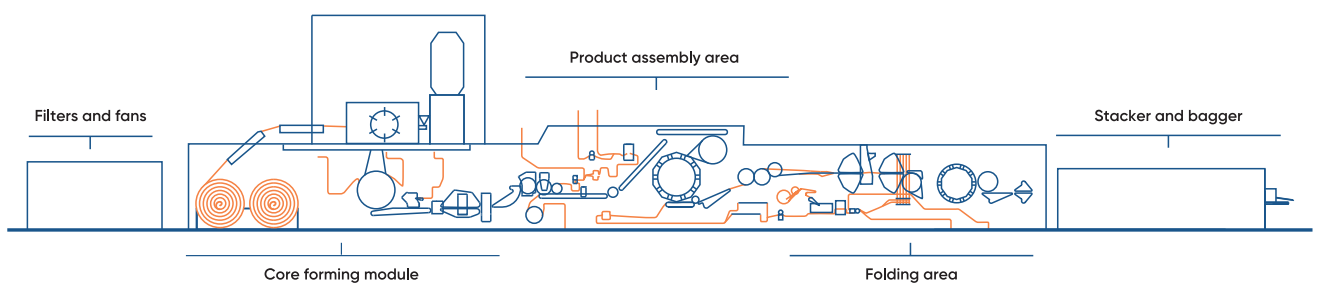 Product assembly area
Filters and fans
Stacker and bagger
Core forming module
Folding area